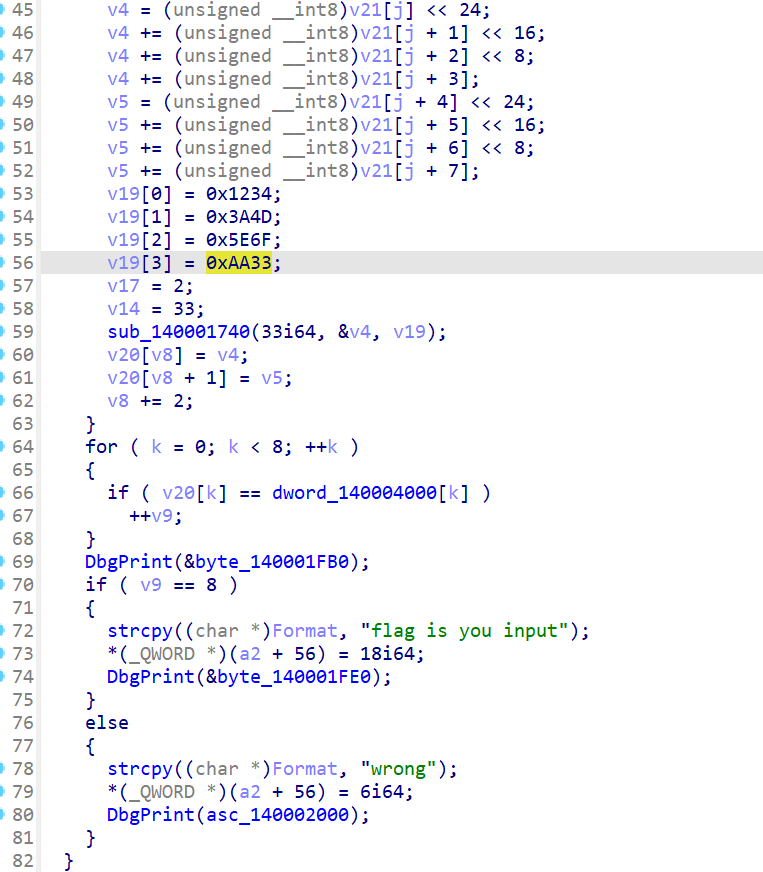 45 v4 = (unsigned __int8)v21[j] << 24;
46 v4 += (unsigned __int8)v21[j + 1] << 16;
47 v4 += (unsigned __int8)v21[j + 2] << 8;
48 v4 += (unsigned __int8)v21[j + 3];
49 v5 = (unsigned __int8)v21[j + 4] << 24;
50 v5 += (unsigned __int8)v21[j + 5] << 16;
51 v5 += (unsigned __int8)v21[j + 6] << 8;
52 v5 += (unsigned __int8)v21[j + 7];
53 v19[0] = 0x1234;
54 v19[1] = 0x3A4D;
55 v19[2] = 0x5E6F;
56 v19[3] = 0xAA33;
57 v17 = 2;
58 v14 = 33;
59 sub_140001740(33i64, &v4, v19);
60 v20[v8] = v4;
61 v20[v8 + 1] = v5;
62 v8 += 2;
63 }
64 for ( k = 0; k < 8; ++k )
65 {
66 if ( v20[k] == dword_140004000[k] )
67 ++v9;
68 }
69 DbgPrint(&byte_140001FB0);
70 if ( v9 == 8 )
71 {
72 strcpy((char *)Format, "flag is you input");
73 *(_QWORD *)(a2 + 56) = 18i64;
74 DbgPrint(&byte_140001FE0);
75 }
76 else
77 {
78 strcpy((char *)Format, "wrong");
79 *(_QWORD *)(a2 + 56) = 6i64;
80 DbgPrint(asc_140002000);
81 }
82 }